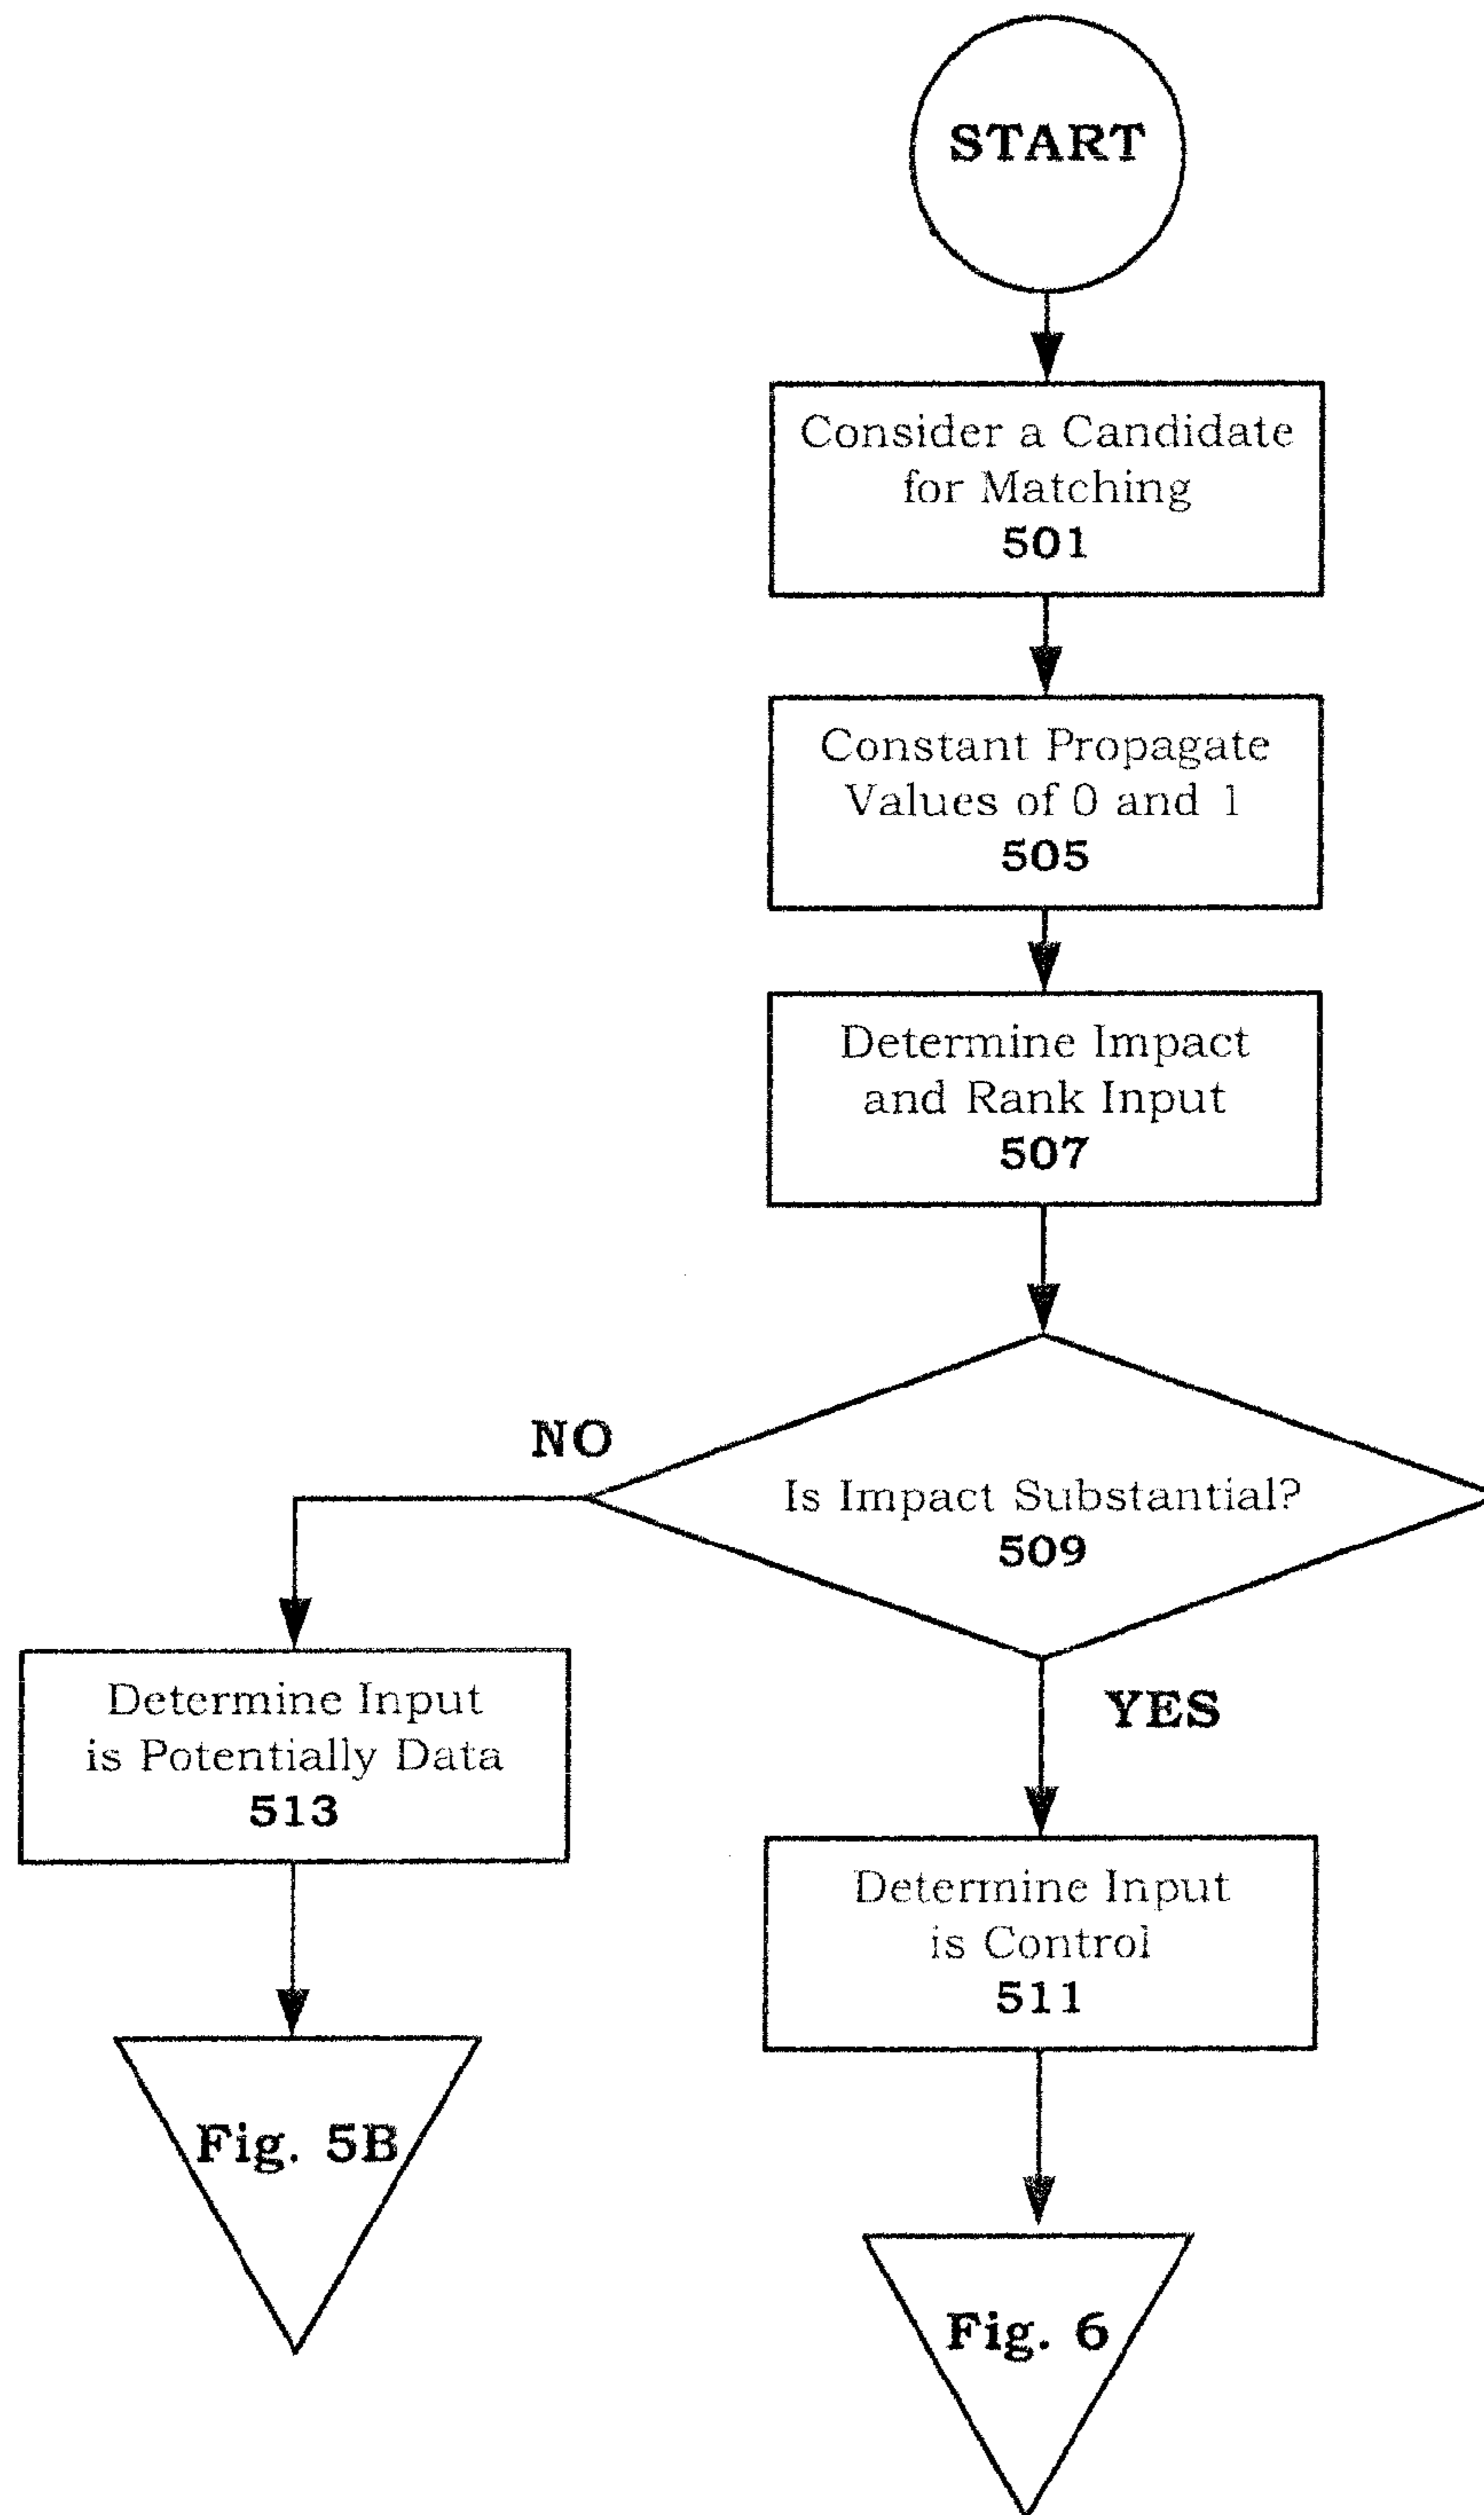 START
Consider a Candidate
for Matching
501
Constant Propagate
Values of 0 and 1
505
Determine Impact
and Rank Input
507
NO
Is Impact Substantial?
509
YES
Determine Input
is Potentially Data
513
Determine Input
is Control
511
Fig. 5B
Fig. 6